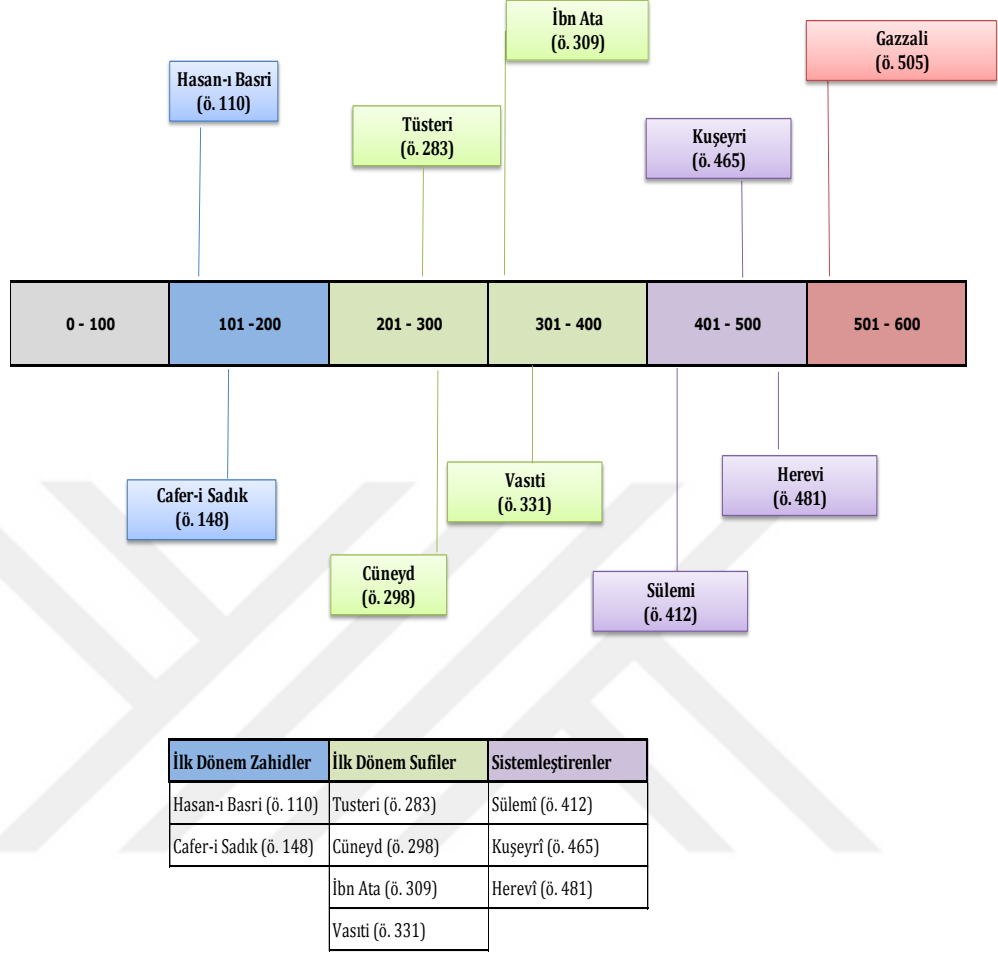 İbn Ata
(ö. 309)
Gazzali
(ö. 505)
Hasan-ı Basri
(ö. 110)
Tüsteri
(ö. 283)
Kuşeyri
(ö. 465)
0 - 100
101 -200
201 - 300
301 - 400
401 - 500
501 - 600
Cafer-i Sadık
(ö. 148)
Vasıti
(ö. 331)
Herevi
(ö. 481)
Cüneyd
(ö. 298)
Sülemi
(ö. 412)
İlk Dönem Zahidler İlk Dönem Sufiler Sistemleştirenler
Hasan-ı Basri (ö. 110) Tusteri (ö. 283) Sülemî (ö. 412)
Cafer-i Sadık (ö. 148) Cüneyd (ö. 298) Kuşeyrî (ö. 465)
İbn Ata (ö. 309) Herevî (ö. 481)
Vasıti (ö. 331)